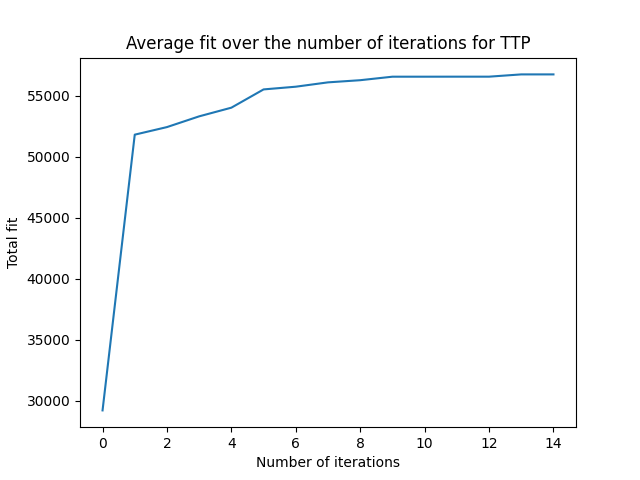 Average fit over the number of iterations for TTP
55000
50000
45000
40000
35000
30000
Total fit
0 2 4 6 8 10 12 14
Number of iterations